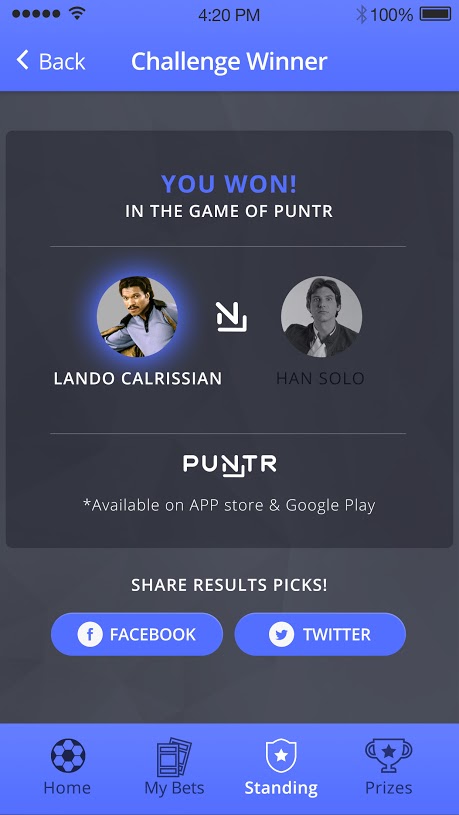 4:20 PM
100%
Back
Challenge Winner
YOU WON!
IN THE GAME OF PUNTR
LANDO CALRISSIAN
HAN SOLO
PUNTR
*Available on APP store & Google Play
SHARE RESULTS PICKS!
f FACEBOOK
TWITTER
Home
My Bets
Standing
Prizes